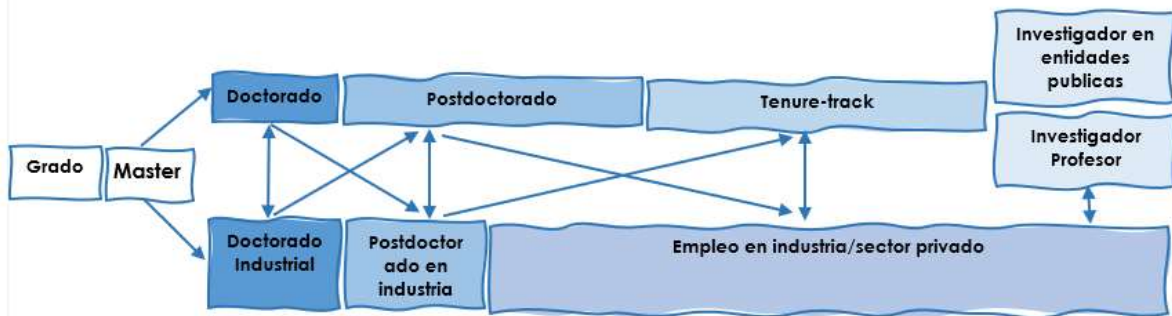 Investigador en
entidades
publicas
Doctorado
Postdoctorado
Tenure-track
Investigador
Profesor
Grado
Master
Doctorado
Industrial
Postdoctor
ado en
industria
Empleo en industria/sector privado